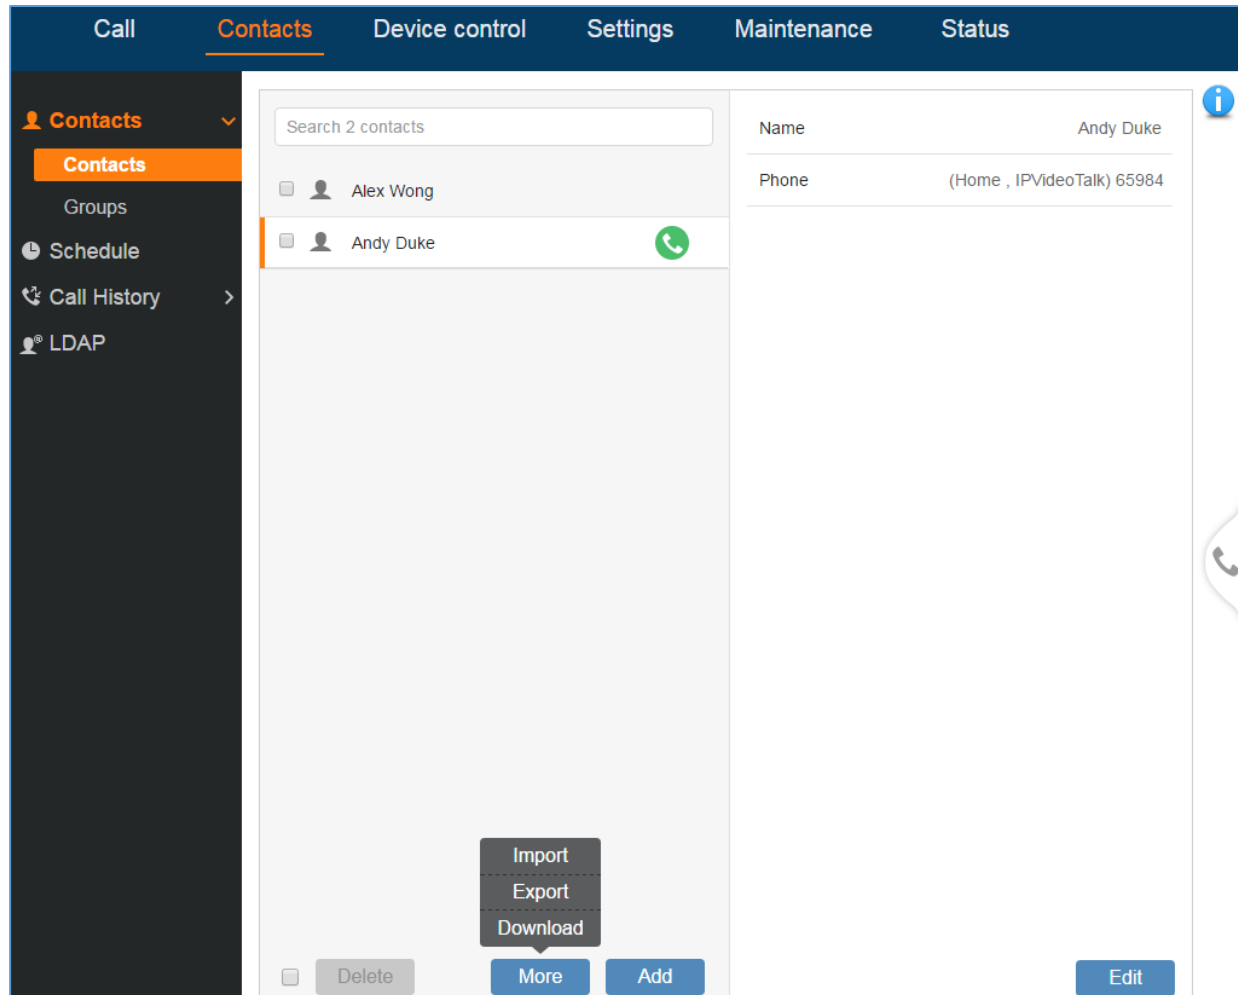 Call Contacts Device control Settings Maintenance Status
Contacts
Contacts
Groups
Schedule
Call History
LDAP
Search 2 contacts
Alex Wong
Andy Duke
Name Andy Duke
Phone (Home , IPVideoTalk) 65984
Import
Export
Download
Delete More Add
Edit